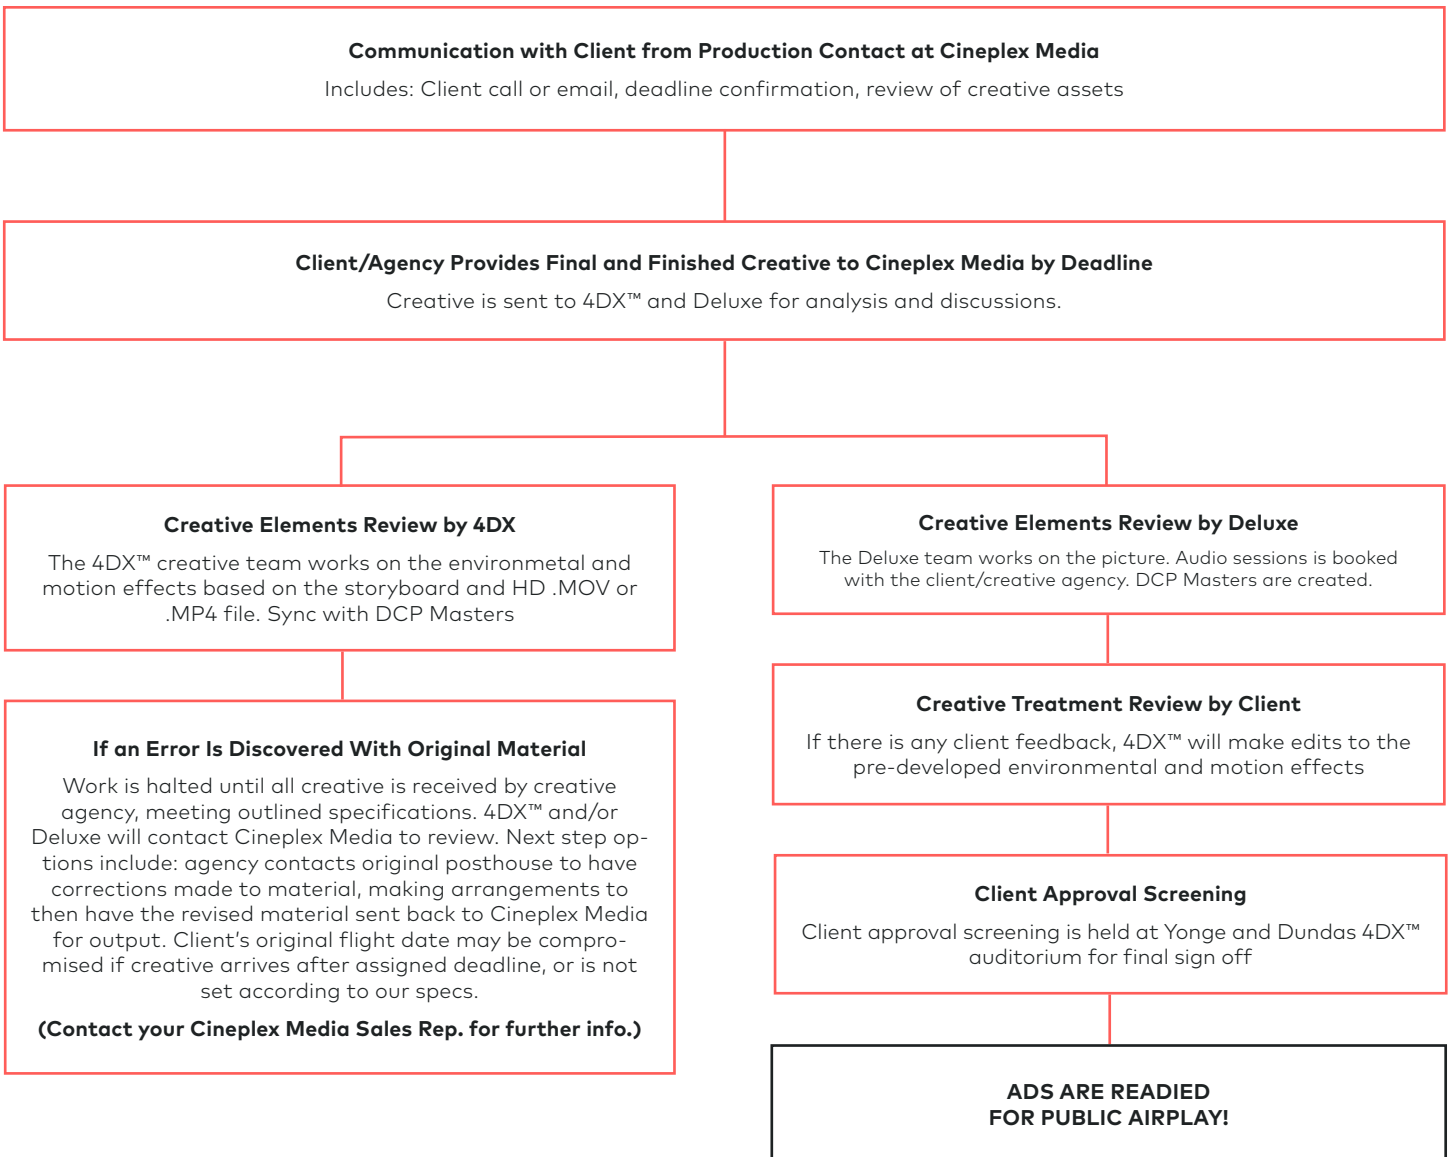 Communication with Client from Production Contact at Cineplex Media
Includes: Client call or email, deadline confirmation, review of creative assets
Client/Agency Provides Final and Finished Creative to Cineplex Media by Deadline
Creative is sent to 4DX™ and Deluxe for analysis and discussions.
Creative Elements Review by 4DX
The 4DX™ creative team works on the environmetal and
motion effects based on the storyboard and HD .MOV or
.MP4 file. Sync with DCP Masters
If an Error Is Discovered With Original Material
Work is halted until all creative is received by creative
agency, meeting outlined specifications. 4DX™ and/or
Deluxe will contact Cineplex Media to review. Next step op-
tions include: agency contacts original posthouse to have
corrections made to material, making arrangements to
then have the revised material sent back to Cineplex Media
for output. Client's original flight date may be compro-
mised if creative arrives after assigned deadline, or is not
set according to our specs.
(Contact your Cineplex Media Sales Rep. for further info.)
Creative Elements Review by Deluxe
The Deluxe team works on the picture. Audio sessions is booked
with the client/creative agency. DCP Masters are created.
Creative Treatment Review by Client
If there is any client feedback, 4DX™ will make edits to the
pre-developed environmental and motion effects
Client Approval Screening
Client approval screening is held at Yonge and Dundas 4DX™
auditorium for final sign off
ADS ARE READIED
FOR PUBLIC AIRPLAY!